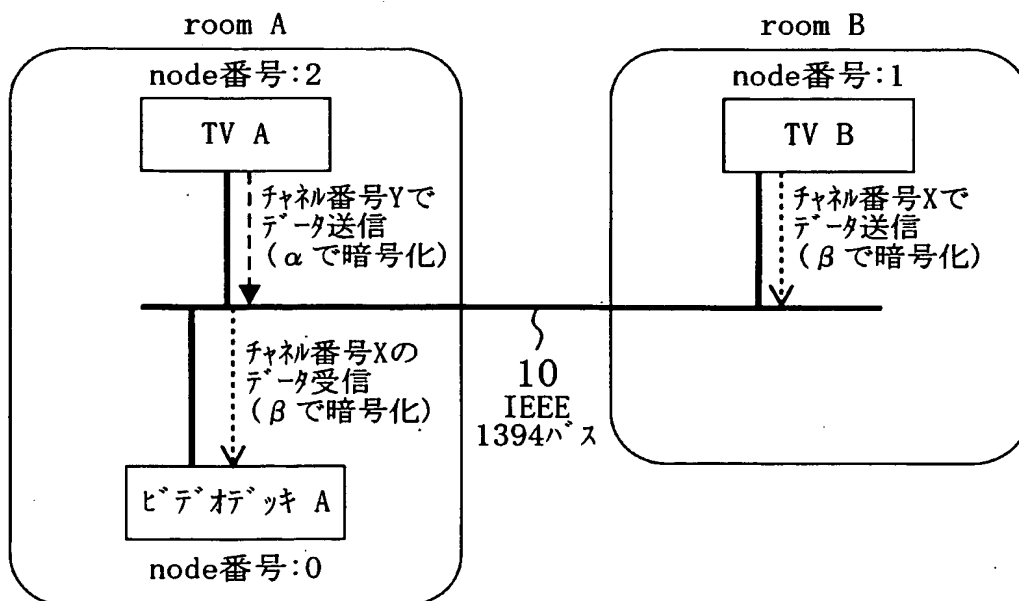 room A
node番号:2
TV A
チャネル番号Yで
データ送信
(αで暗号化)
チャネル番号Xの
データ受信
(βで暗号化)
ビデオデッキ A
node番号:0
room B
node番号:1
TV B
チャネル番号Xで
データ送信
(βで暗号化)
10
IEEE
1394バス